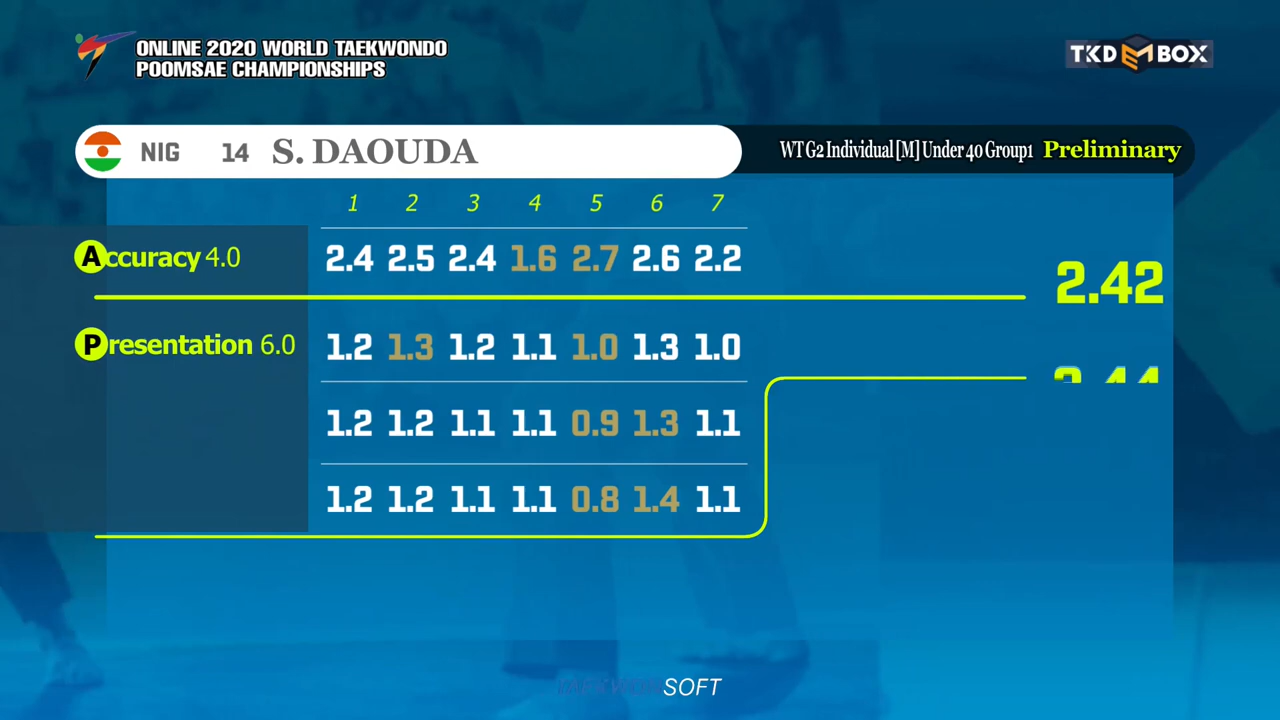 ONLINE 2020 WORLD TAEKWONDO
POOMSAE CHAMPIONSHIPS
TKD BOX
NIG 14 S. DAOUDA
WT G2 Individual [M] Under 40 Group1 Preliminary
1 2 3 4 5 6 7
Accuracy 4.0 2.4 2.5 2.4 1.6 2.7 2.6 2.2
2.42
Presentation 6.0 1.2 1.3 1.2 1.1 1.0 1.3 1.0
1.2 1.2 1.1 1.1 0.9 1.3 1.1
1.2 1.2 1.1 1.1 0.8 1.4 1.1
TAEKWONSOFT